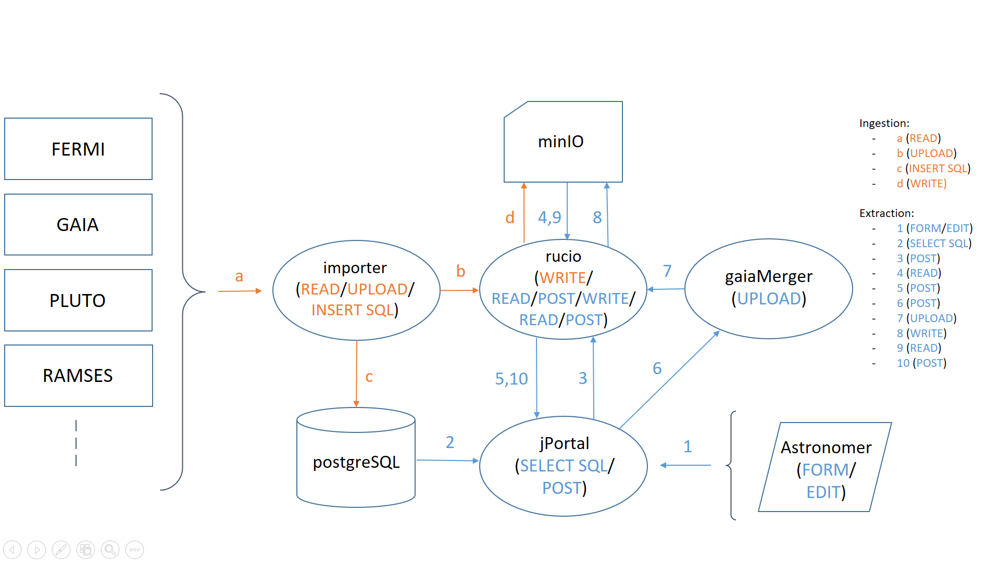 FERMI
GAIA
PLUTO
RAMSES
a
importer
(READ/UPLOAD/
INSERT SQL)
b
c
postgreSQL
2
minIO
d
4,9
8
rucio
(WRITE/
READ/POST/WRITE/
READ/POST)
7
gaiaMerger
(UPLOAD)
5,10
3
6
jPortal
(SELECT SQL/
POST)
1
Astronomer
(FORM/
EDIT)
Ingestion:
- a (READ)
- b (UPLOAD)
- c (INSERT SQL)
- d (WRITE)
Extraction:
- 1 (FORM/EDIT)
- 2 (SELECT SQL)
- 3 (POST)
- 4 (READ)
- 5 (POST)
- 6 (POST)
- 7 (UPLOAD)
- 8 (WRITE)
- 9 (READ)
- 10 (POST)